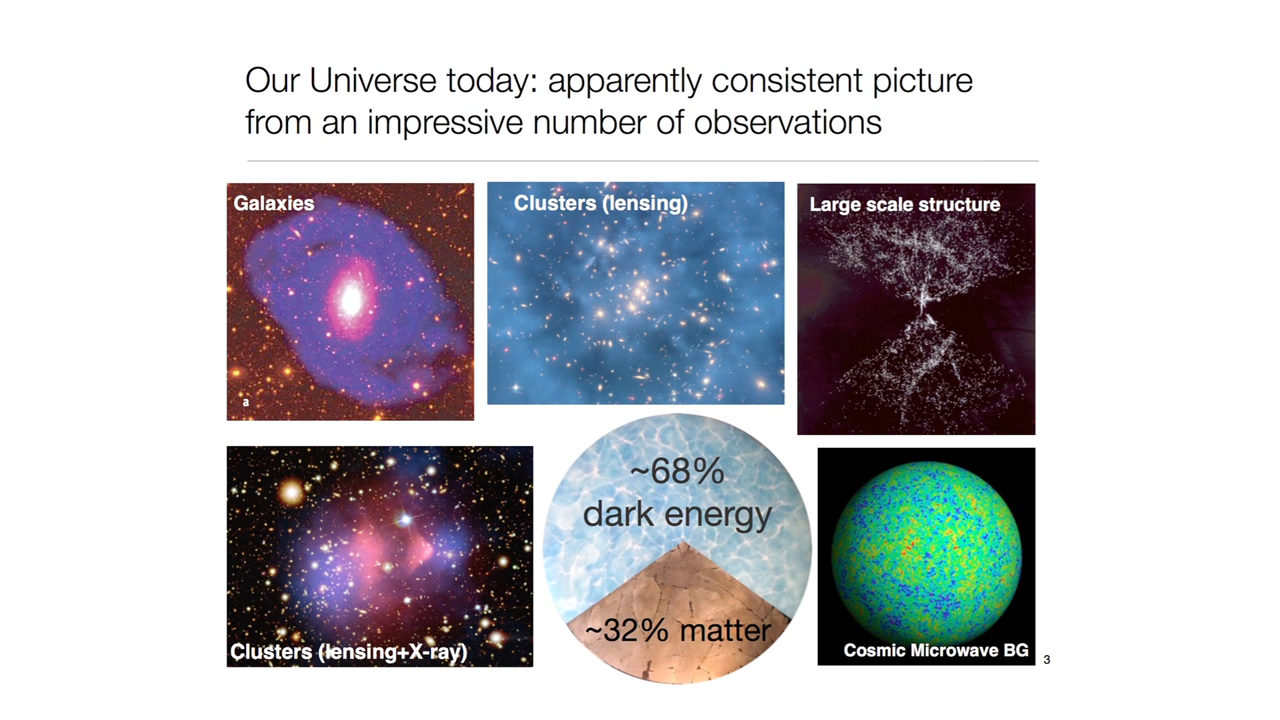 Our Universe today: apparently consistent picture
from an impressive number of observations
Galaxies
a
Clusters (lensing)
Large scale structure
Clusters (lensing+X-ray)
~68%
dark energy
~32% matter
Cosmic Microwave BG
3